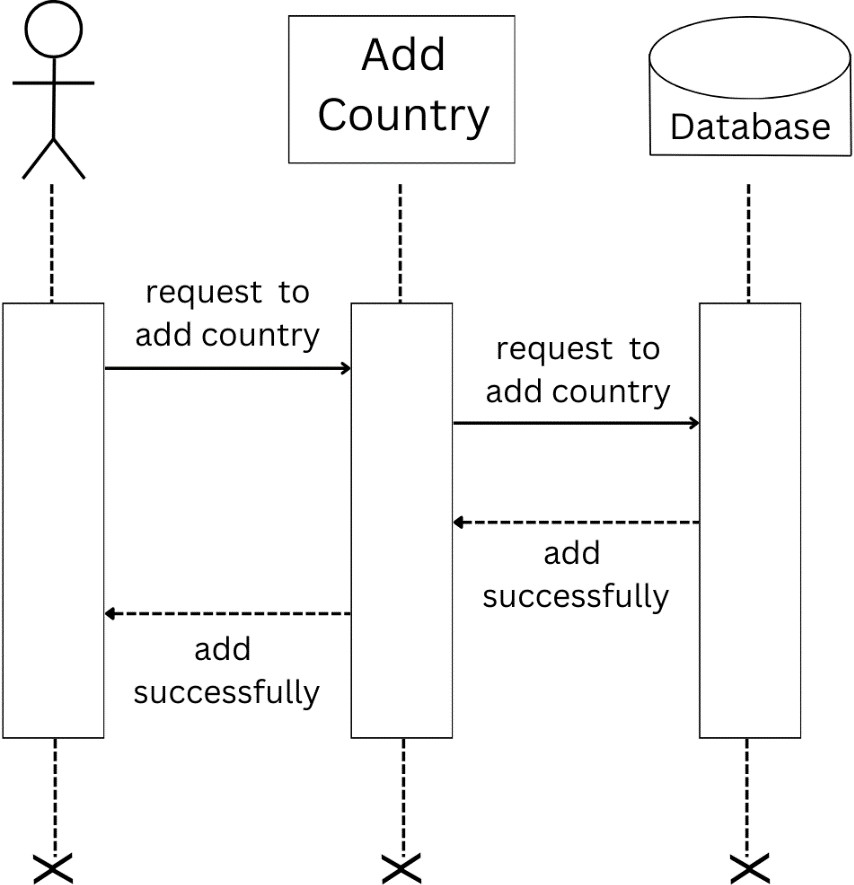 Add
Country
Database
request to
add country
request to
add country
add
successfully
add
successfully